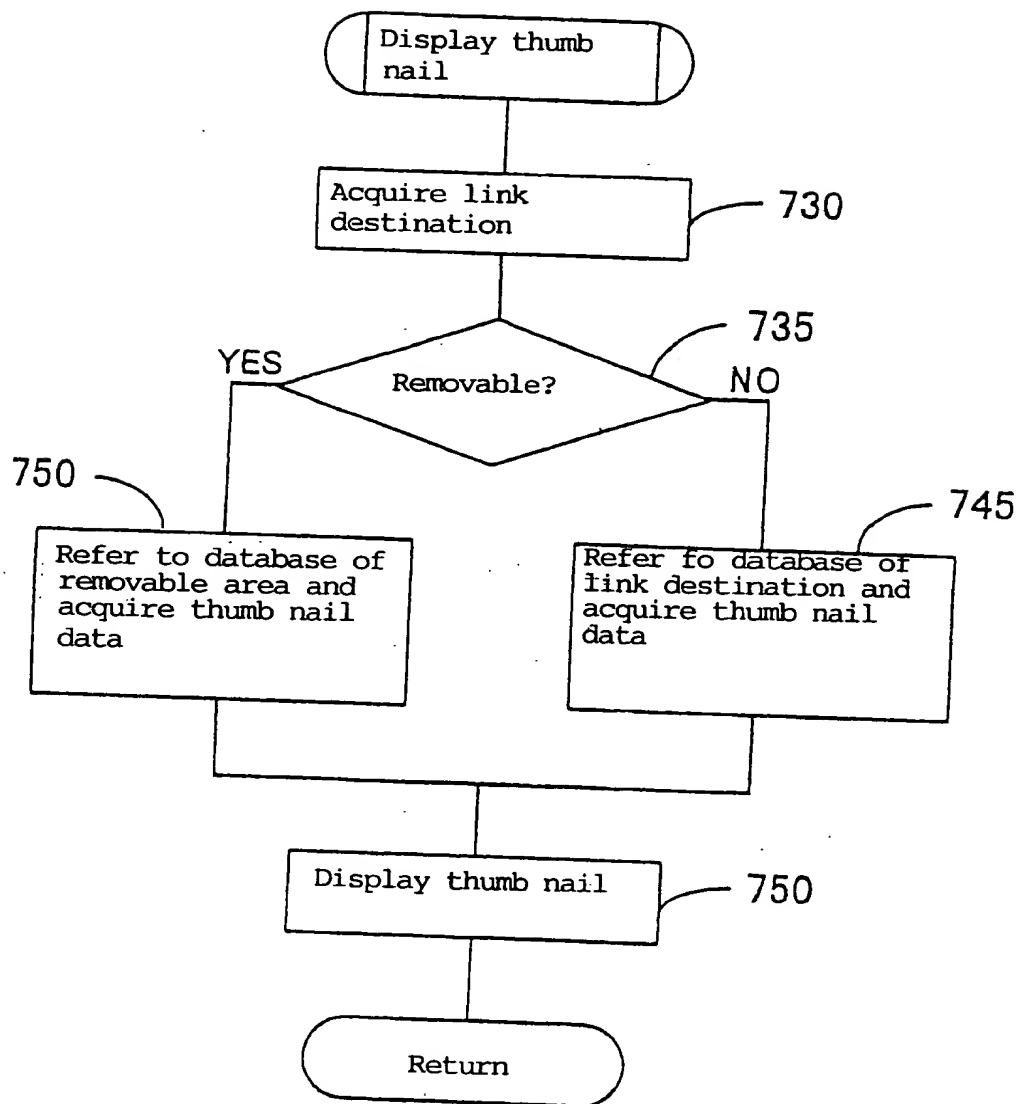 Display thumb
nail
Acquire link
destination
730
735
YES
Removable?
NO
750
745
Refer to database of
removable area and
acquire thumb nail
data
Refer fo database of
link destination and
acquire thumb nail
data
Display thumb nail
750
Return